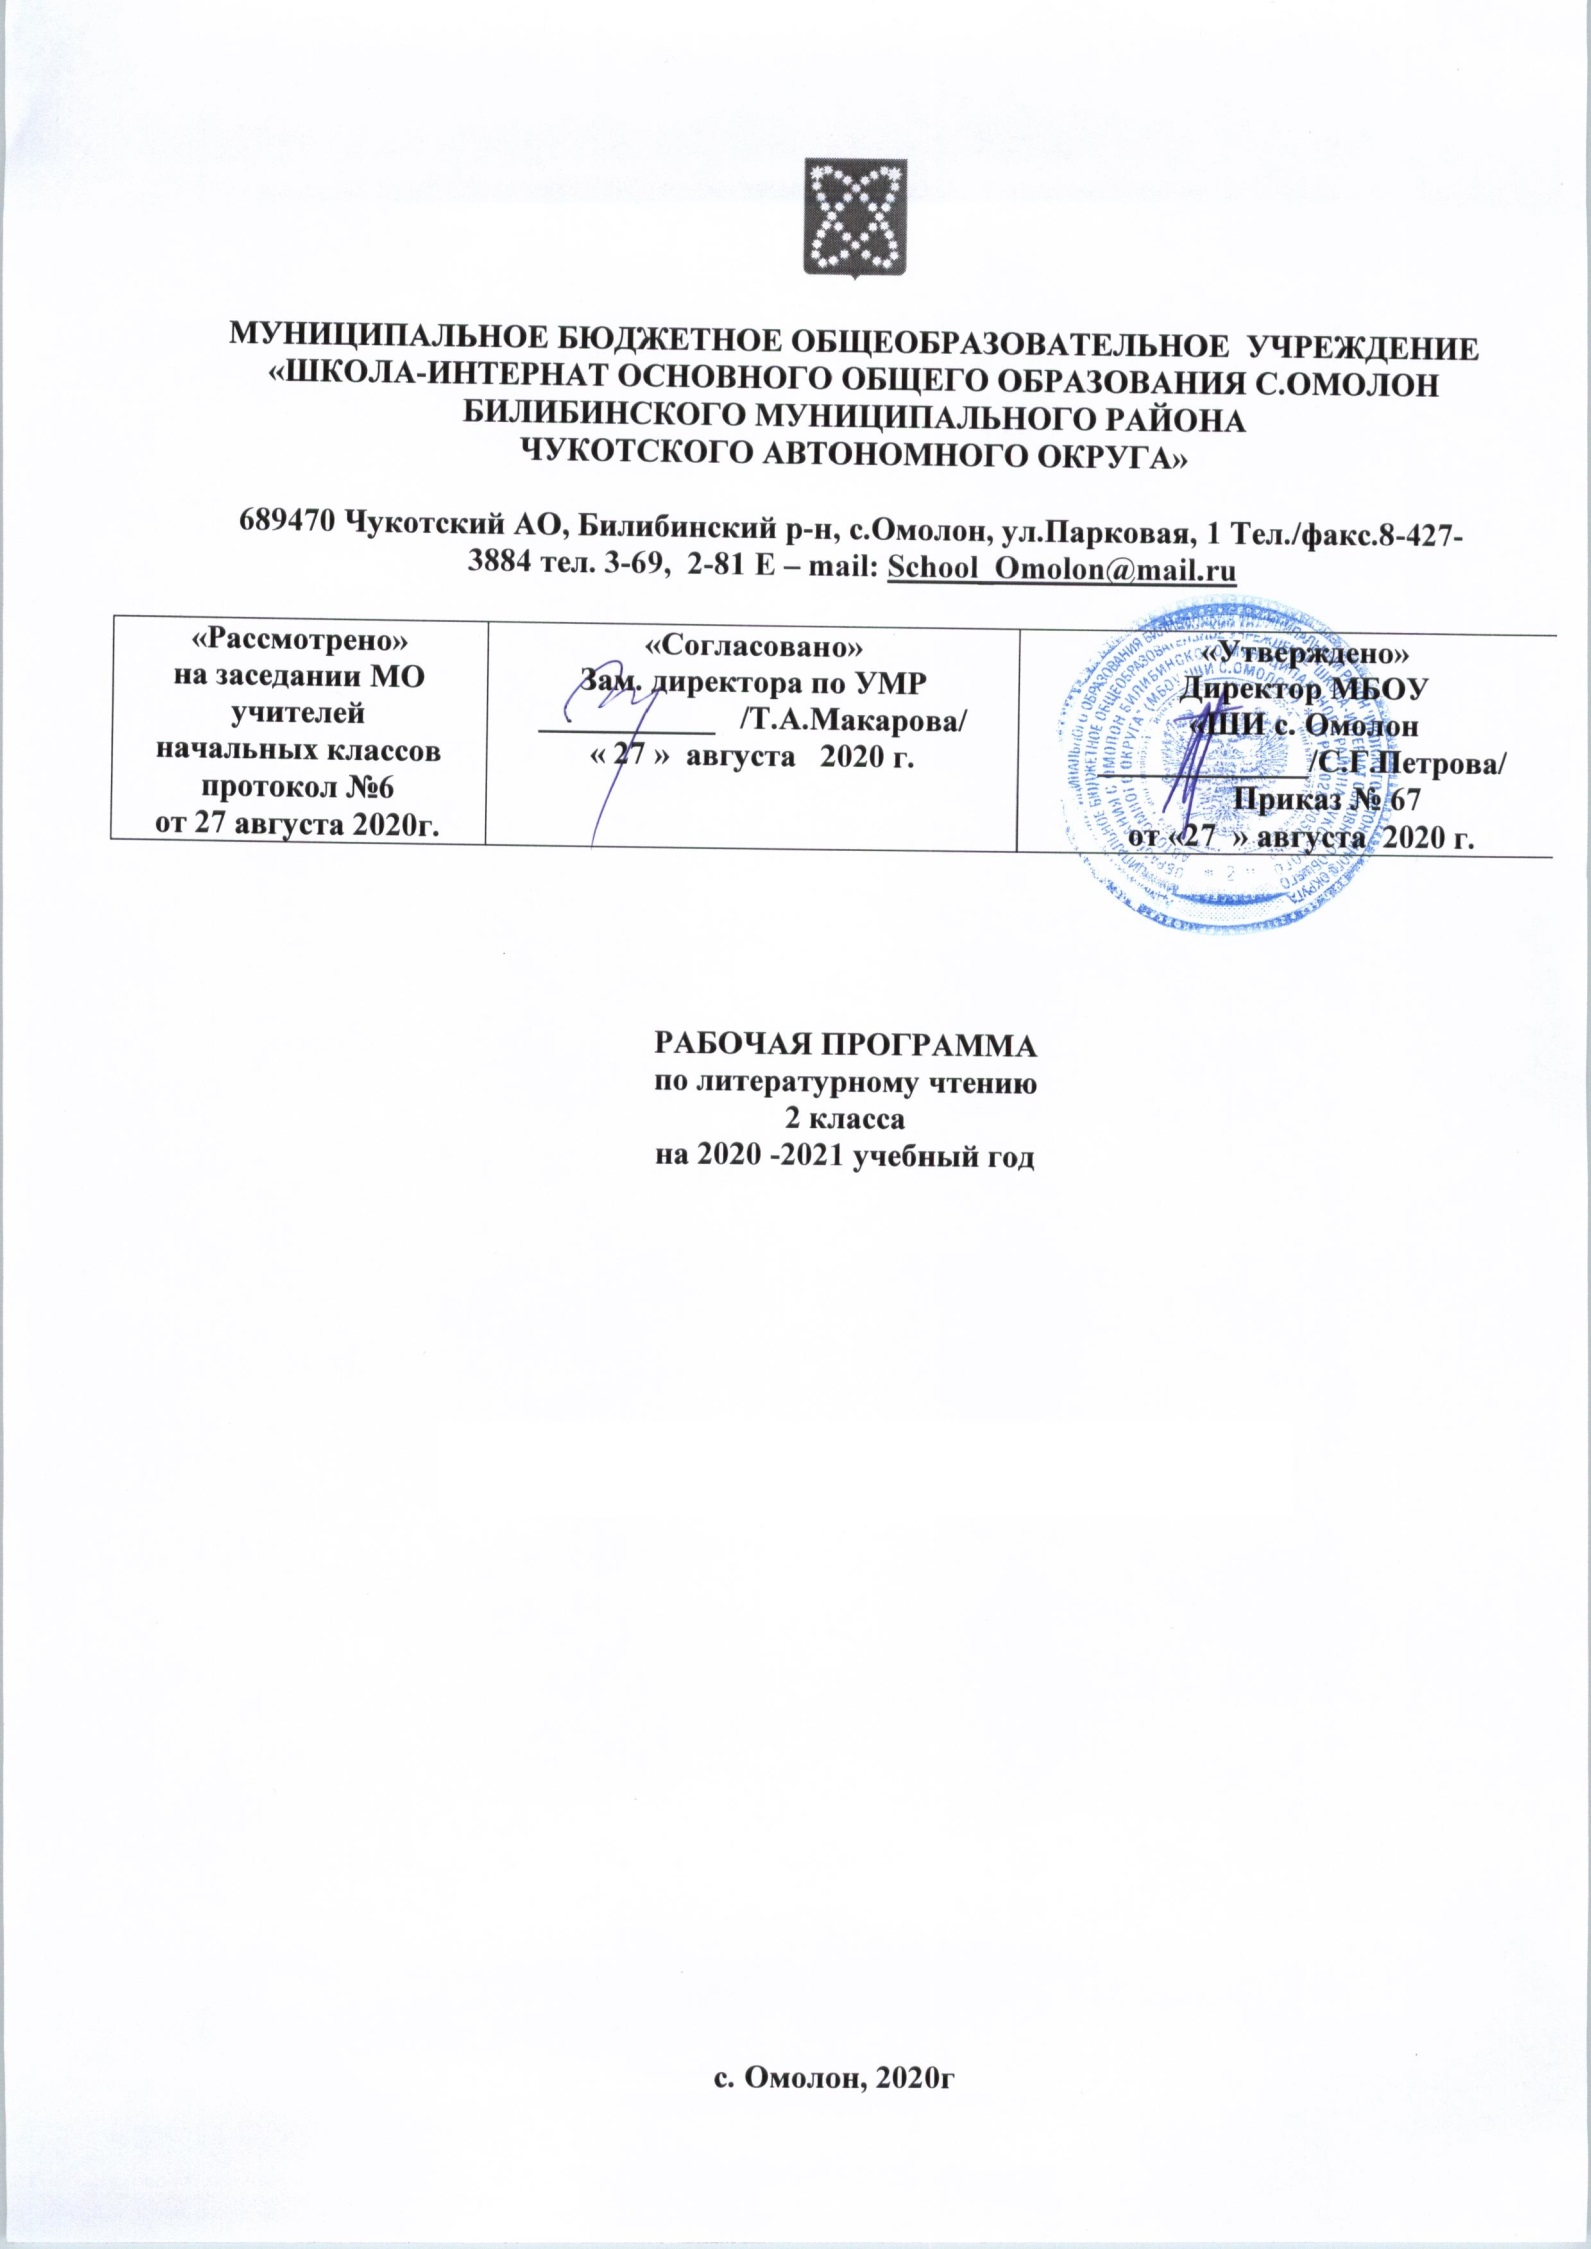 МУНИЦИПАЛЬНОЕ БЮДЖЕТНОЕ ОБЩЕОБРАЗОВАТЕЛЬНОЕ УЧРЕЖДЕНИЕ
«ШКОЛА-ИНТЕРНАТ ОСНОВНОГО ОБЩЕГО ОБРАЗОВАНИЯ С.ОМОЛОН
БИЛИБИНСКОГО МУНИЦИПАЛЬНОГО РАЙОНА
ЧУКОТСКОГО АВТОНОМНОГО ОКРУГА»
689470 Чукотский АО, Билибинский р-н, с.Омолон, ул.Парковая, 1 Тел./факс.8-427-
3884 тел. 3-69, 2-81 E – mail: School_Omolon@mail.ru
«Рассмотрено»
на заседании МО
учителей
начальных классов
протокол №6
от 27 августа 2020г.
«Согласовано»
Зам. директора по УМР
/Т.А.Макарова/
« 27 » августа 2020 г.
«Утверждено»
Директор МБОУ
«ШИ с. Омолон
/С.Г.Петрова/
Приказ № 67
от «27 » августа 2020 г.
РАБОЧАЯ ПРОГРАММА
по литературному чтению
2 класса
на 2020 -2021 учебный год
с. Омолон, 2020г